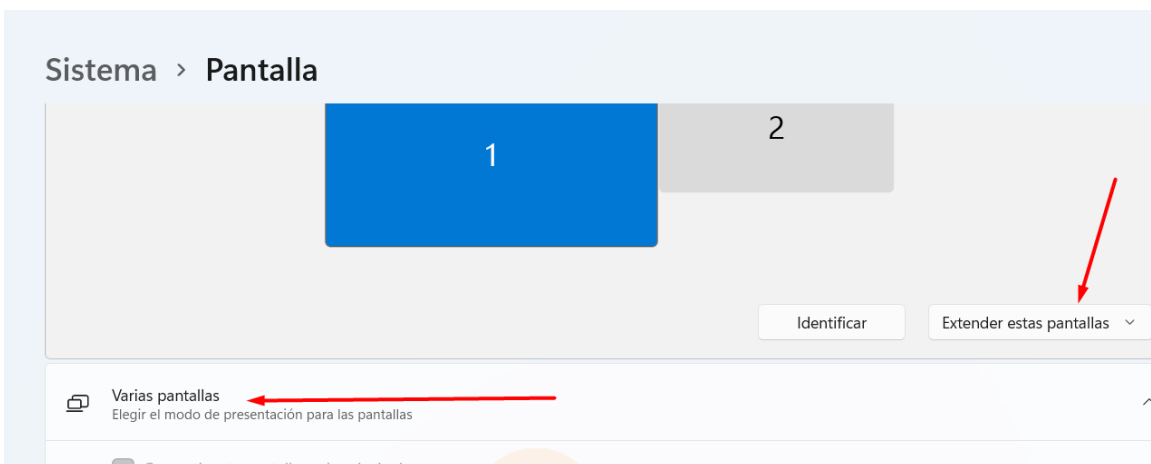 Sistema > Pantalla
1
2
Identificar
Extender estas pantallas
Varias pantallas
Elegir el modo de presentación para las pantallas